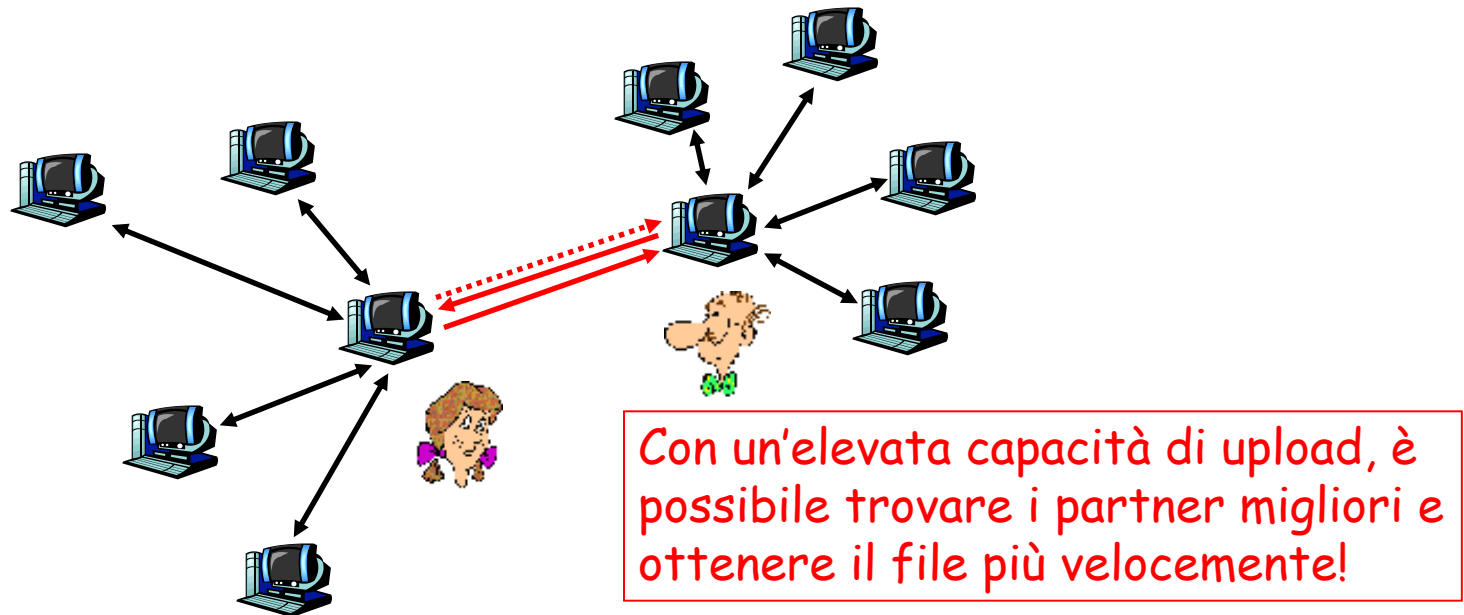 Con un'elevata capacità di upload, è
possibile trovare i partner migliori e
ottenere il file più velocemente!